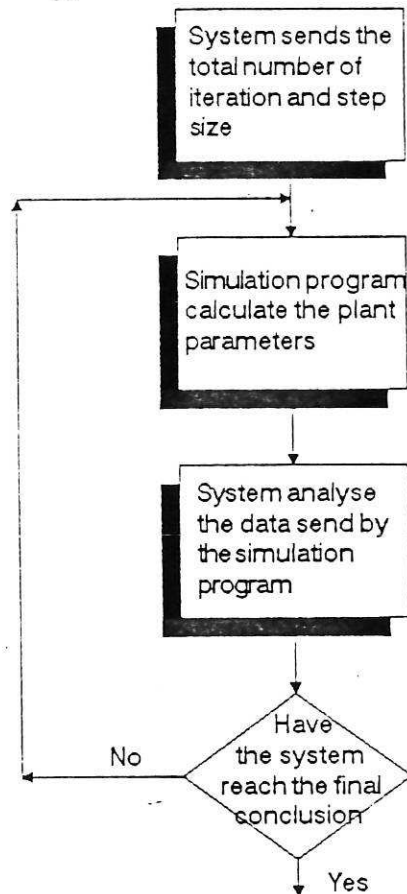 System sends the
total number of
iteration and step
size
Simulation program
calculate the plant
parameters
System analyse
the data send by
the simulation
program
Have
the system
reach the final
conclusion
No
Yes